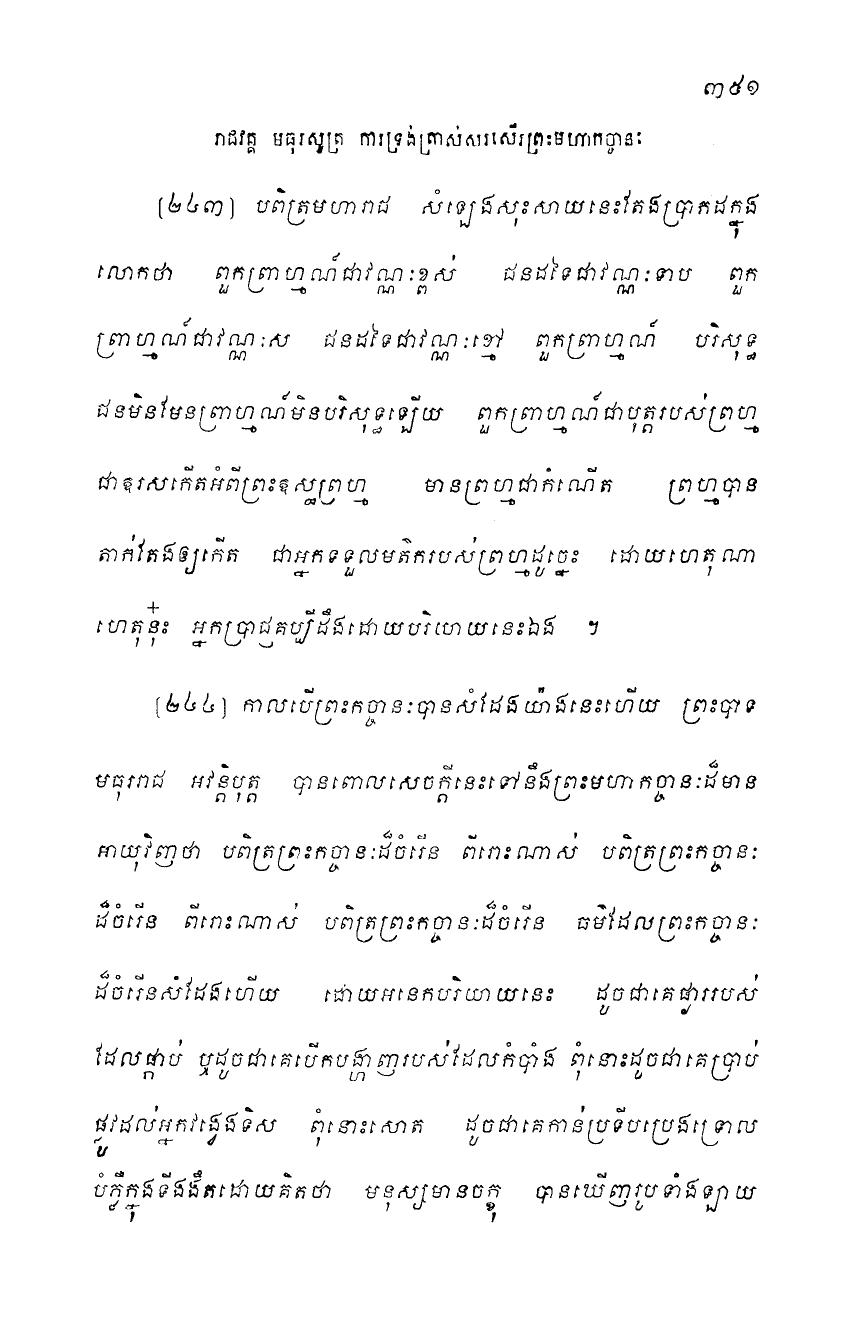 ៣៥១
រាជវគ្គ មធុរសូត្រ ការទ្រង់ត្រាស់សរសើរព្រះមហាកច្ចានៈ
(២៤៣) បពិត្រមហារាជ សំឡេងសុះសាយនេះតែងប្រាកដក្នុង
លោកថា ពួកព្រាហ្មណ៍ជាវណ្ណៈខ្ពស់ ជនដទៃជាវណ្ណៈទាប ពួក
ព្រាហ្មណ៍ជាវណ្ណៈស ជនដទៃជាវណ្ណៈខ្មៅ ពួកព្រាហ្មណ៍ បរិសុទ្ធ
ជនមិនមែនព្រាហ្មណ៍មិនបរិសុទ្ធឡើយ ពួកព្រាហ្មណ៍ជាបុត្តរបស់ព្រហ្ម
ជាឱរសកើតអំពីព្រះឱស្ឋព្រហ្ម មានព្រហ្មជាកំណើត ព្រហ្មបាន
តាក់តែងឲ្យកើត ជាអ្នកទទួលមតិករបស់ព្រហ្មដូច្នេះ ដោយហេតុណា
ហេតុនុ៎ះ អ្នកប្រាជ្ញគប្បីដឹងដោយបរិយាយនេះឯង ។
(២៤៤) កាលបើព្រះកច្ចានៈបានសំដែងយ៉ាងនេះហើយ ព្រះបាទ
មធុររាជ អវន្តិបុត្ត បានពោលសេចក្តីនេះទៅនឹងព្រះមហាកច្ចានៈដ៏មាន
អាយុវិញថា បពិត្រព្រះកច្ចានៈដ៏ចំរើន ពីរោះណាស់ បពិត្រព្រះកច្ចានៈ
ដ៏ចំរើន ពីរោះណាស់ បពិត្រព្រះកច្ចានៈដ៏ចំរើន ធម៌ដែលព្រះកច្ចានៈ
ដ៏ចំរើនសំដែងហើយ ដោយអនេកបរិយាយនេះ ដូចជាគេផ្ងាររបស់
ដែលផ្កាប់ ឬដូចជាគេបើកបង្ហាញរបស់ដែលកំបាំង ពុំនោះដូចជាគេប្រាប់
ផ្លូវដល់អ្នកវង្វេងទិស ពុំនោះសោត ដូចជាគេកាន់ប្រទីបប្រេងទ្រោល
បំភ្លឺក្នុងទីងងឹតដោយគិតថា មនុស្សមានចក្ខុ បានឃើញរូបទាំងឡាយ